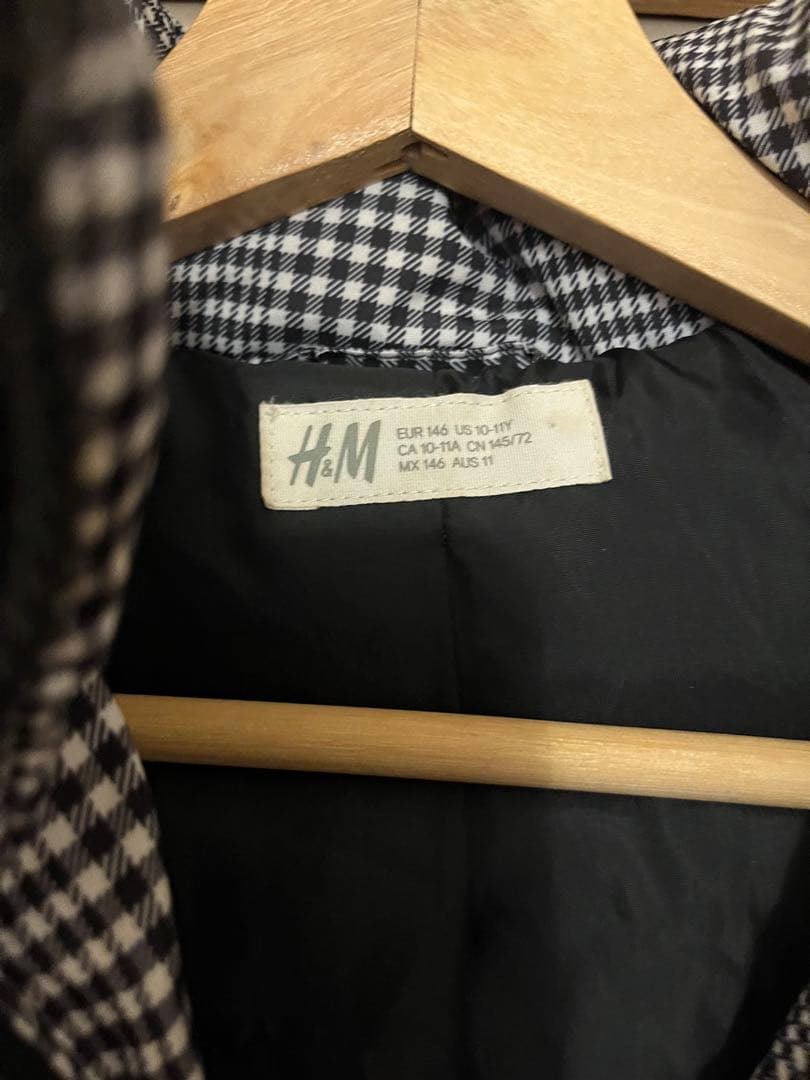 H&M
EUR 146 US 10-11Y
CA 10-11A CN 145/72
MX 146 AUS 11